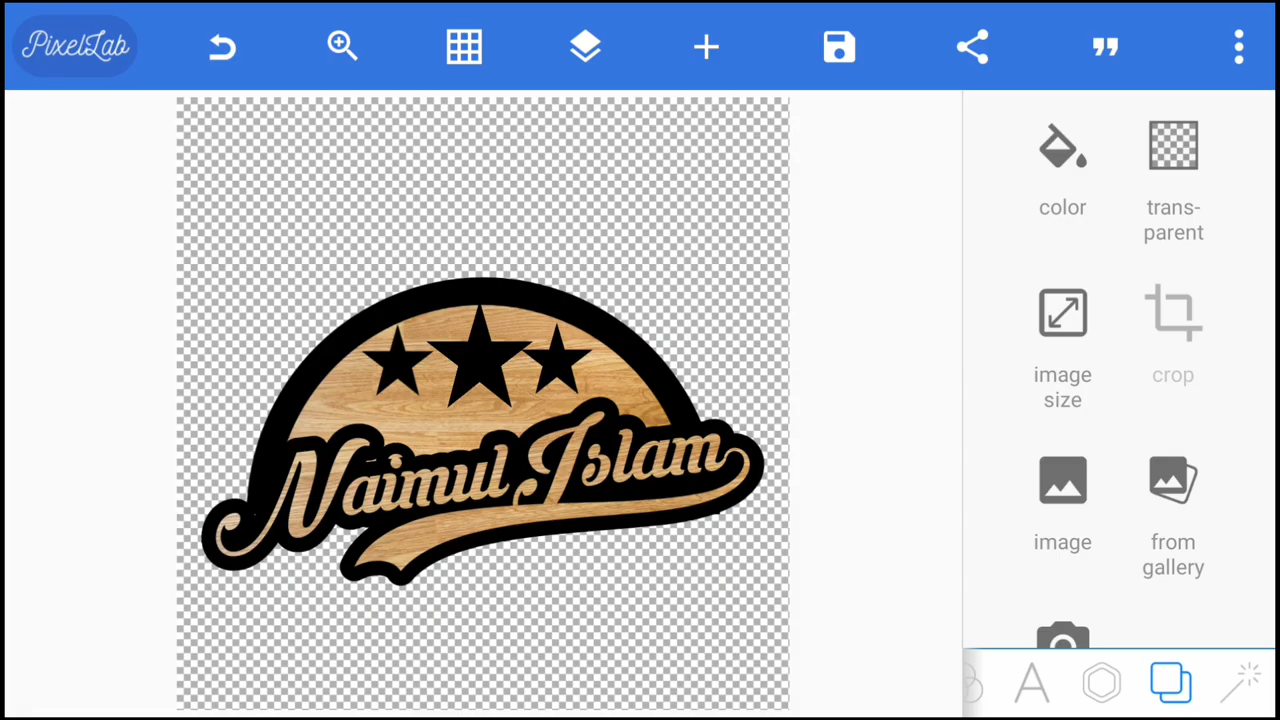 PixelLab
color
trans-
parent
Naimul Islam
image
size
crop
image
from
gallery